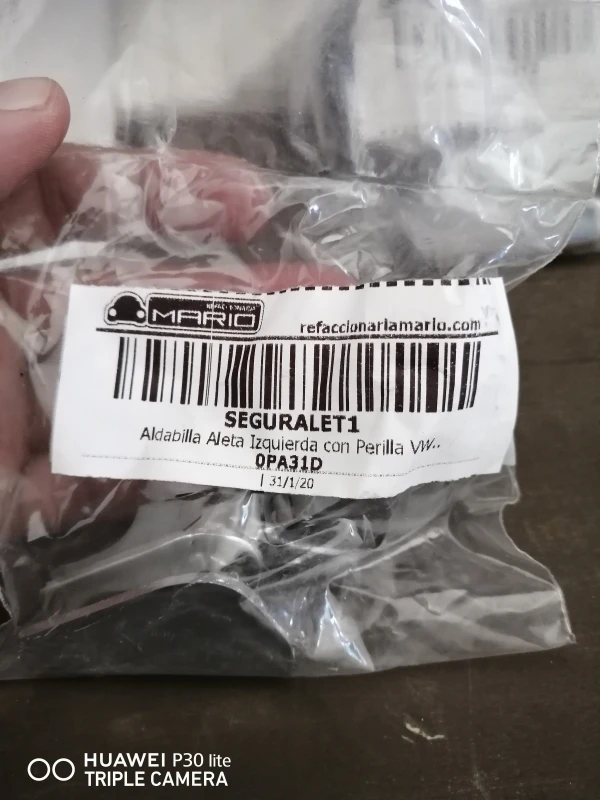 REFACCIONARIA
MARIO
refaccionariamario.com
SEGURALET1
Aldabilla Aleta Izquierda con Perilla VW..
0PA31D
| 31/1/20
HUAWEI P30 lite
TRIPLE CAMERA